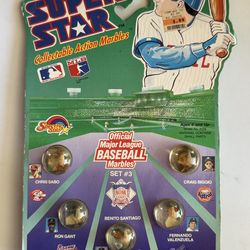 SUPER
STAR
Collectable Action Marbles
Official
Major League
BASEBALL
Marbles
SET #3
CHRIS SABO
CRAIG BIGGIO
BENITO SANTIAGO
RON GANT
FERNANDO
VALENZUELA